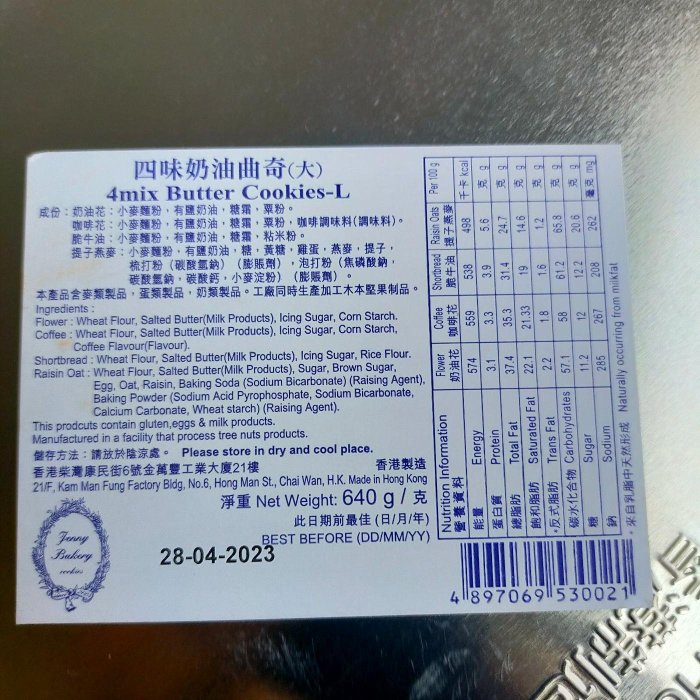 四味奶油曲奇(大)
4mix Butter Cookies-L
成份：奶油花：小麥麵粉，有鹽奶油，糖霜，粟粉。
咖啡花：小麥麵粉，有鹽奶油，糖霜，粟粉，咖啡調味料(調味料)。
脆牛油：小麥麵粉，有鹽奶油，糖霜，粘米粉。
提子燕麥：小麥麵粉，有鹽奶油，糖，黃糖，雞蛋，燕麥，提子，
梳打粉（碳酸氫鈉）（膨脹劑），泡打粉（焦磷酸鈉，
碳酸氫鈉，碳酸鈣，小麥淀粉）（膨脹劑）。
本產品含麥類製品，蛋類製品，奶類製品。工廠同時生產加工木本堅果製品。
Ingredients :
Flower : Wheat Flour, Salted Butter(Milk Products), Icing Sugar, Corn Starch.
Coffee : Wheat Flour, Salted Butter(Milk Products), Icing Sugar, Corn Starch,
Coffee Flavour(Flavour).
Shortbread : Wheat Flour, Salted Butter(Milk Products), Icing Sugar, Rice Flour.
Raisin Oat : Wheat Flour, Salted Butter(Milk Products), Sugar, Brown Sugar,
Egg, Oat, Raisin, Baking Soda (Sodium Bicarbonate) (Raising Agent),
Baking Powder (Sodium Acid Pyrophosphate, Sodium Bicarbonate,
Calcium Carbonate, Wheat starch) (Raising Agent).
This prodcuts contain gluten,eggs & milk products.
Manufactured in a facility that process tree nuts products.
儲存方法：請放於陰涼處。 Please store in dry and cool place.
香港柴灣康民街6號金萬豐工業大廈21樓 香港製造
21/F, Kam Man Fung Factory Bldg, No.6, Hong Man St., Chai Wan, H.K. Made in Hong Kong
淨重 Net Weight: 640 g / 克
此日期前最佳 (日/月/年)
BEST BEFORE (DD/MM/YY)
28-04-2023
Jenny
Bakery
cookies
Nutrition Information Flower Coffee Shortbread Raisin Oats Per 100 g
營養資料 奶油花 咖啡花 脆牛油 提子燕麥
能量 Energy 574 559 538 498 千卡 kcal
蛋白質 Protein 3.1 3.3 3.9 5.6 克 g
總脂肪 Total Fat 37.4 35.3 31.4 24.7 克 g
飽和脂肪 Saturated Fat 22.1 21.33 19 14.6 克 g
*反式脂肪 Trans Fat 2.2 1.8 1.6 1.2 克 g
碳水化合物 Carbohydrates 57.1 58 61.2 65.8 克 g
糖 Sugar 11.2 12 12.2 20.6 克 g
鈉 Sodium 285 267 208 262 毫克 mg
*來自乳脂中天然形成 Naturally occurring from milkfat
4 897069 530021